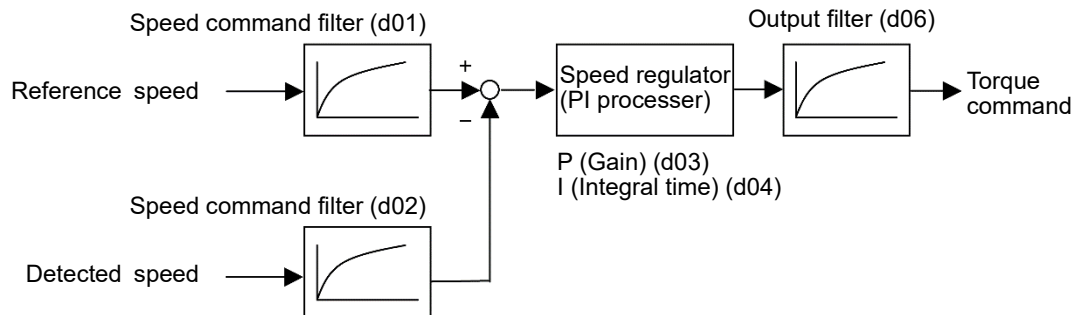 Speed command filter (d01)
Output filter (d06)
Reference speed
+
−
Speed regulator
(PI processer)
Torque
command
P (Gain) (d03)
I (Integral time) (d04)
Speed command filter (d02)
Detected speed